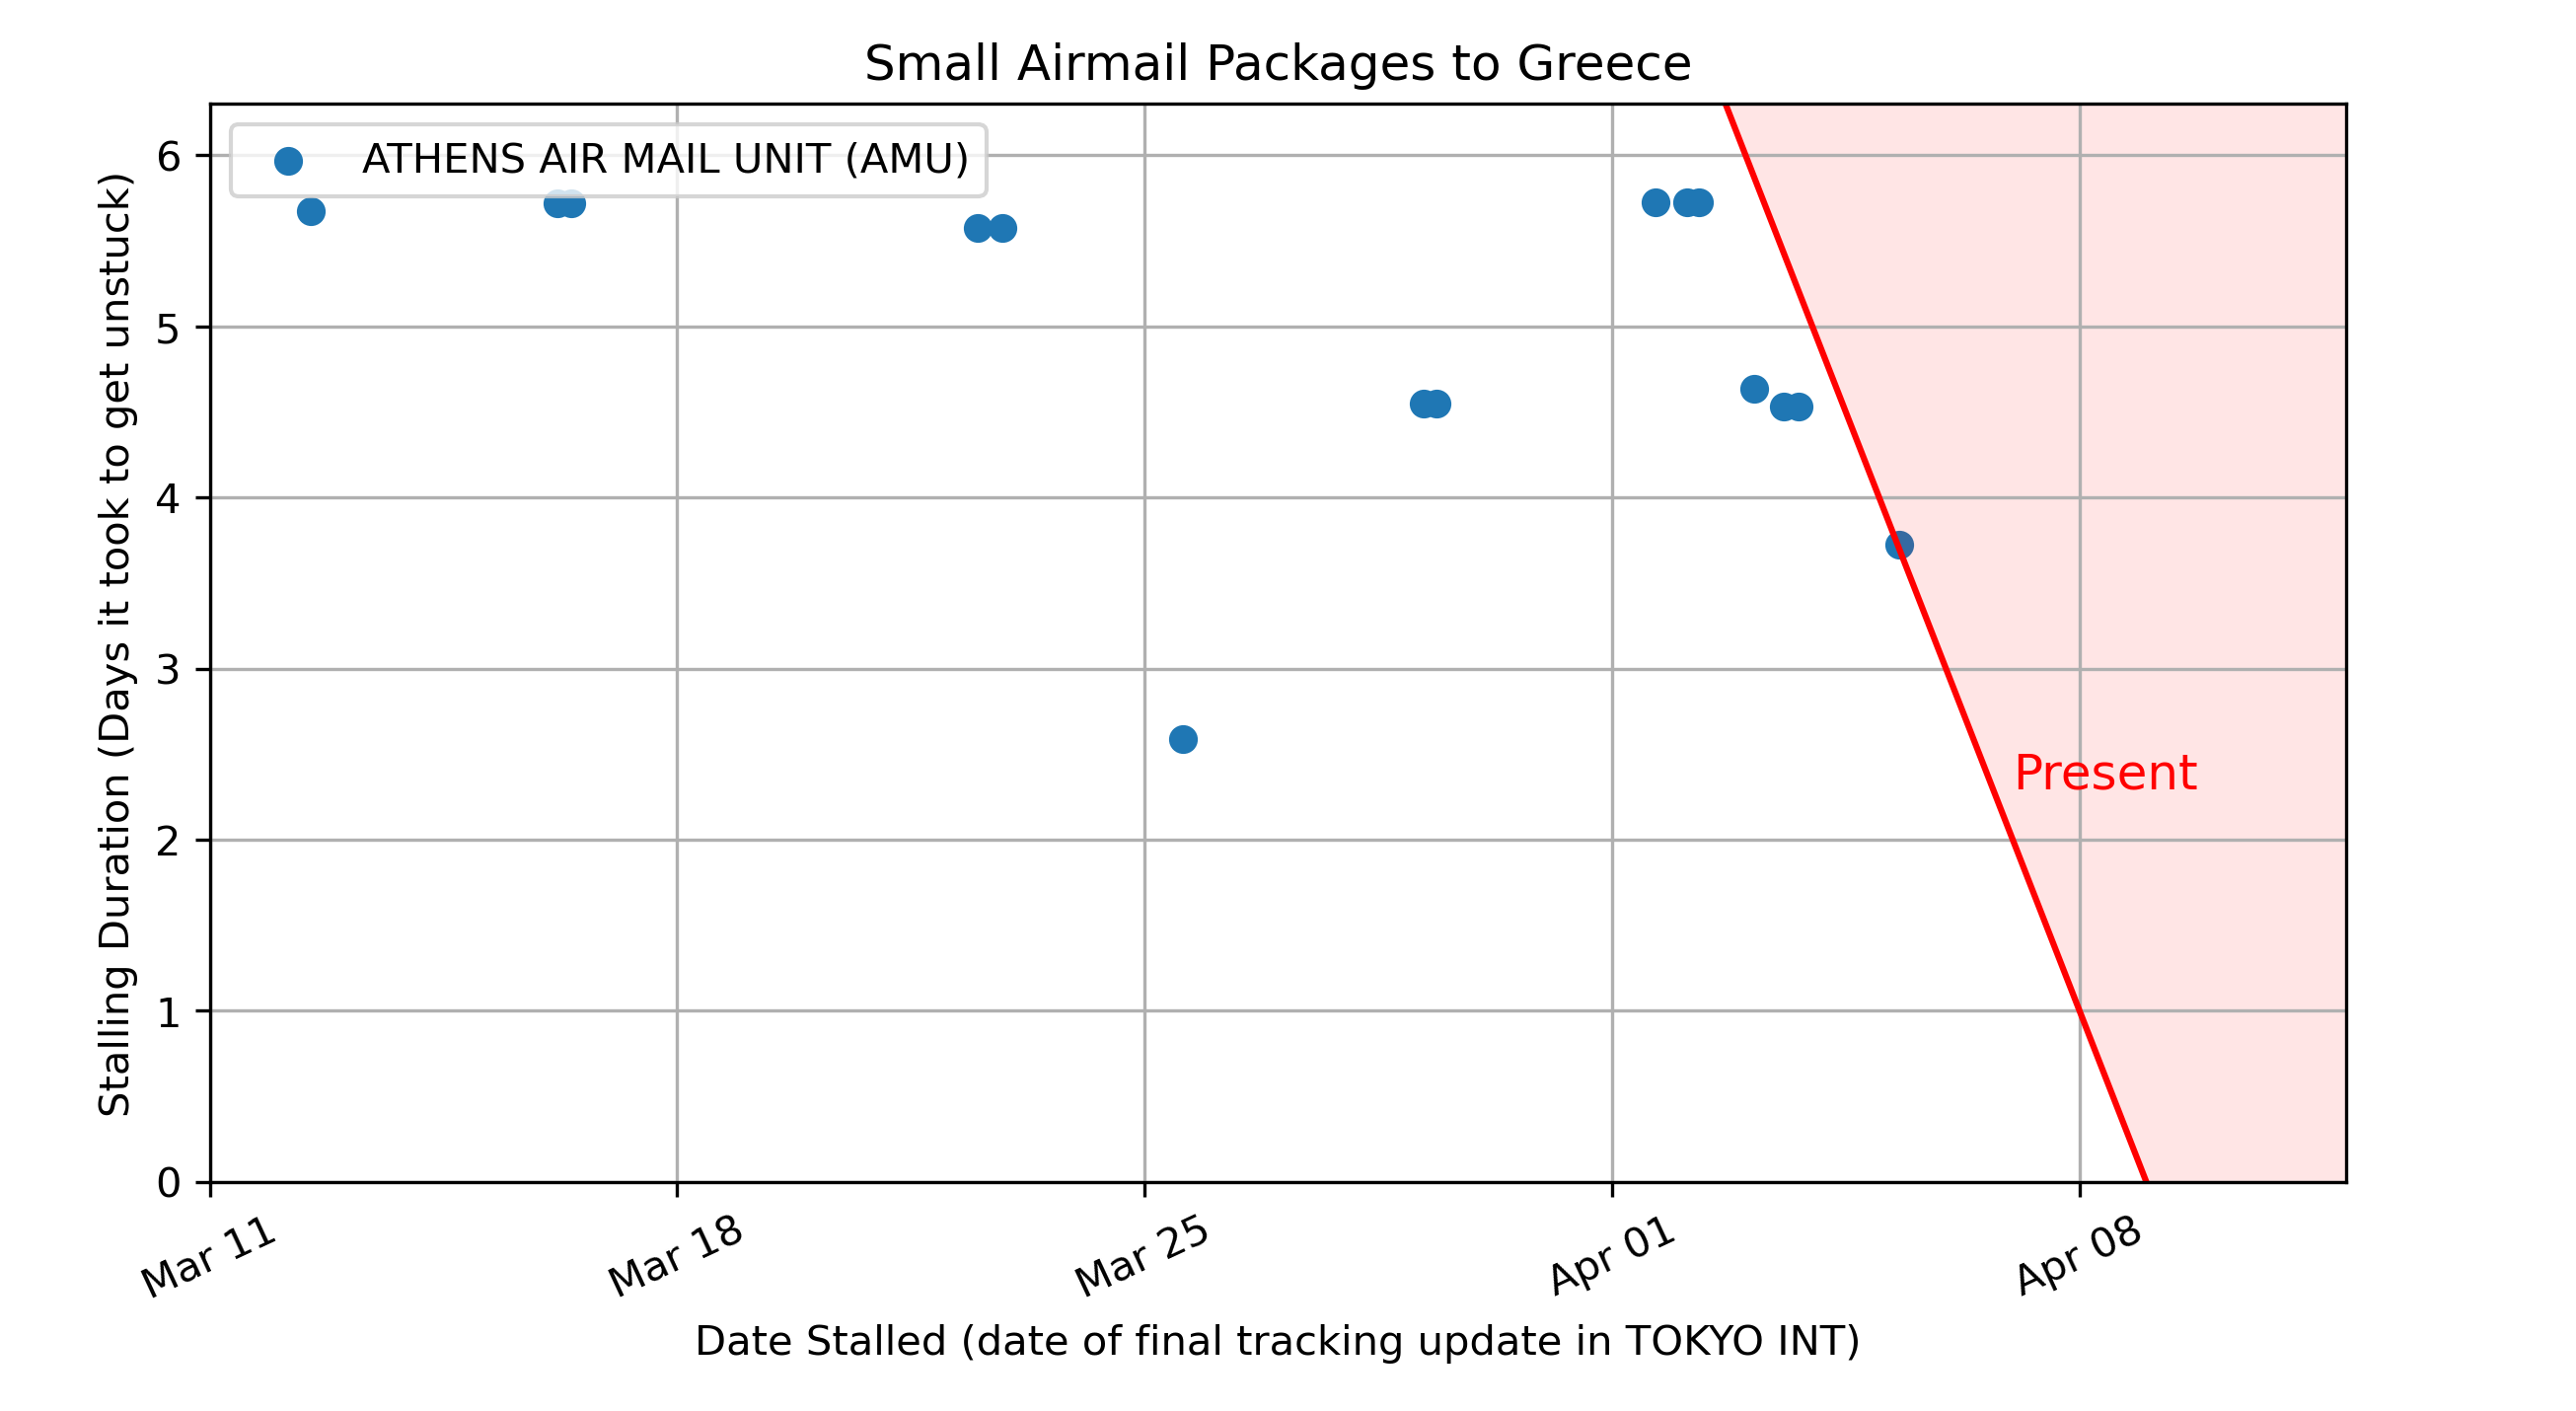 Small Airmail Packages to Greece
ATHENS AIR MAIL UNIT (AMU)
Stalling Duration (Days it took to get unstuck)
6
5
4
3
2
1
0
Present
Mar 11
Mar 18
Mar 25
Apr 01
Apr 08
Date Stalled (date of final tracking update in TOKYO INT)